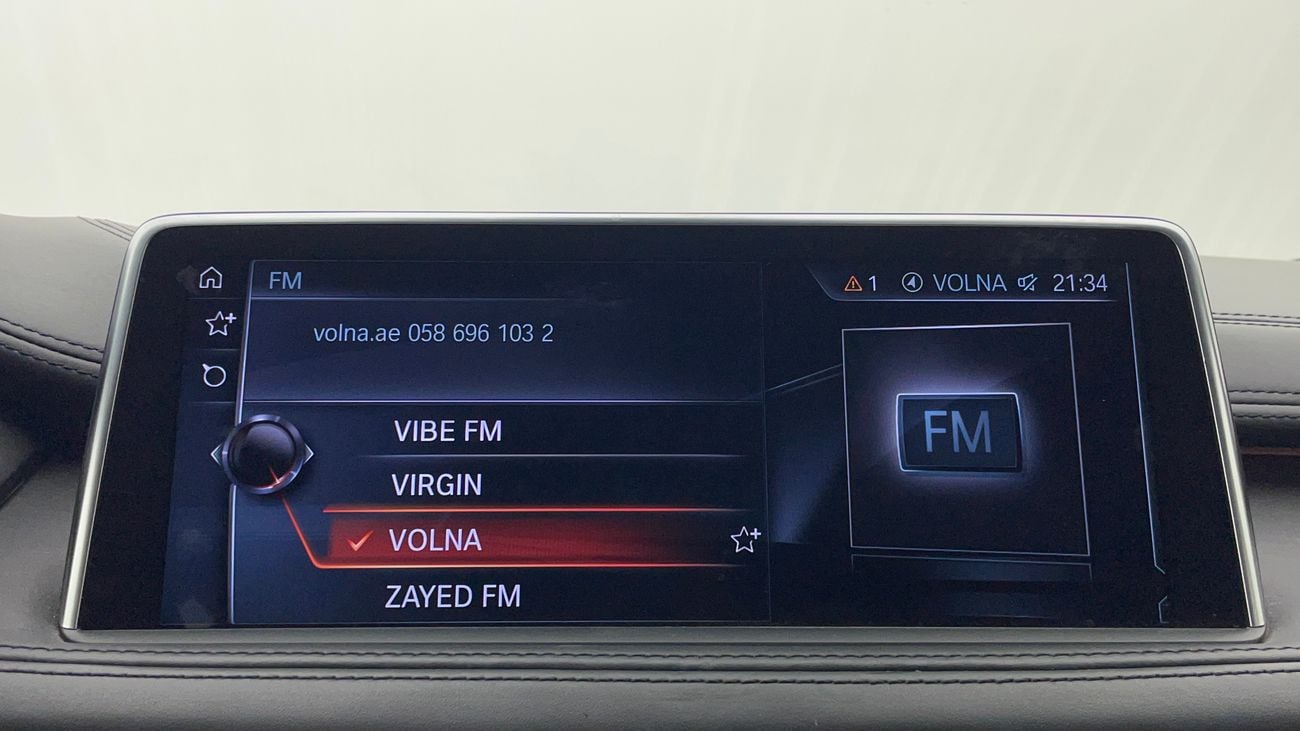 FM
1 VOLNA 21:34
volna.ae 058 696 103 2
VIBE FM
VIRGIN
VOLNA
ZAYED FM
FM